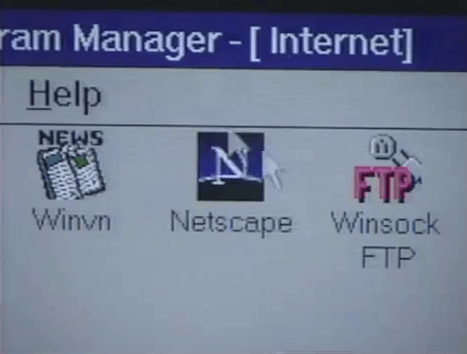 ram Manager - [ Internet]
Help
NEWS
N
FTP
Winvn
Netscape
Winsock
FTP